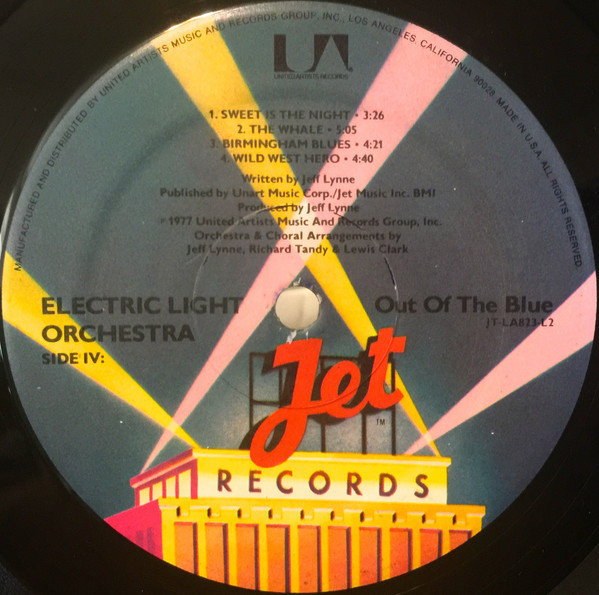 MANUFACTURED AND DISTRIBUTED BY UNITED ARTISTS MUSIC AND RECORDS GROUP, INC., LOS ANGELES, CALIFORNIA 90028 MADE IN U.S.A. ALL RIGHTS RESERVED
UA
UNITED ARTISTS RECORDS
1. SWEET IS THE NIGHT • 3:26
2. THE WHALE • 5:05
3. BIRMINGHAM BLUES • 4:21
4. WILD WEST HERO • 4:40
Written by Jeff Lynne
Published by Unart Music Corp./Jet Music Inc. BMI
Produced by Jeff Lynne
℗1977 United Artists Music And Records Group, Inc.
Orchestra & Choral Arrangements by
Jeff Lynne, Richard Tandy & Lewis Clark
ELECTRIC LIGHT
ORCHESTRA
SIDE IV:
Out Of The Blue
JT-LA823-L2
Jet
TM
RECORDS